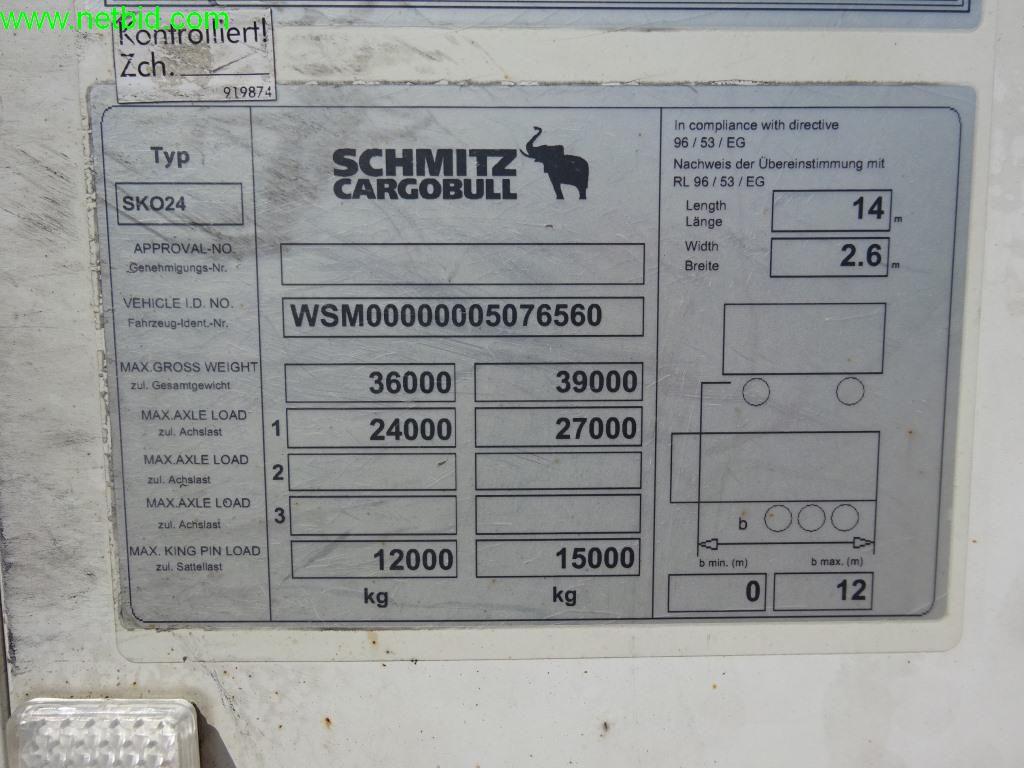 www.netbid.com
Kontrolliert!
Zch.
919874
Typ
SKO24
SCHMITZ
CARGOBULL
APPROVAL-NO.
Genehmigungs-Nr.
VEHICLE I.D. NO.
Fahrzeug-Ident.-Nr.
WSM00000005076560
MAX.GROSS WEIGHT
zul. Gesamtgewicht
36000 39000
MAX.AXLE LOAD
zul. Achslast
1 24000 27000
MAX.AXLE LOAD
zul. Achslast
2
MAX.AXLE LOAD
zul. Achslast
3
MAX. KING PIN LOAD
zul. Sattellast
12000 15000
kg kg
In compliance with directive
96 / 53 / EG
Nachweis der Übereinstimmung mit
RL 96 / 53 / EG
Length
Länge
14 m
Width
Breite
2.6 m
b
b min. (m) b max. (m)
0 12